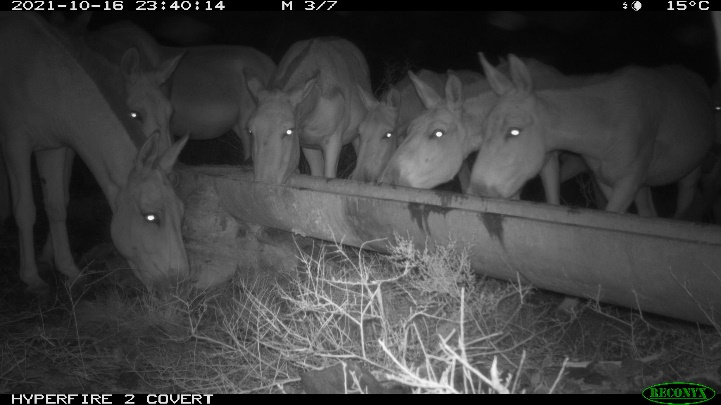 2021-10-16 23:40:14 M 3/7 15°C
HYPERFIRE 2 COVERT
RECONYX